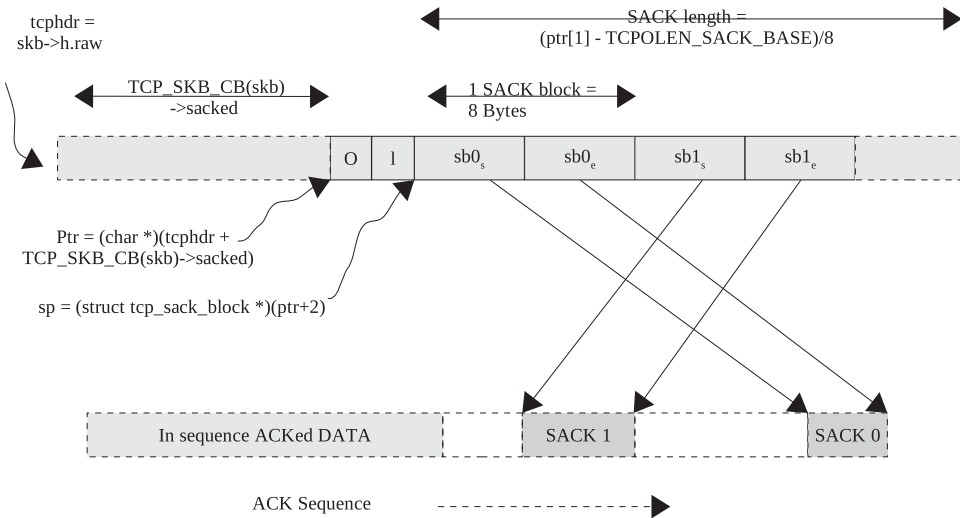 tcphdr =
skb->h.raw
SACK length =
(ptr[1] - TCPOLEN_SACK_BASE)/8
TCP_SKB_CB(skb)
->sacked
1 SACK block =
8 Bytes
O
l
sb0s
sb0e
sb1s
sb1e
Ptr = (char *)(tcphdr +
TCP_SKB_CB(skb)->sacked)
sp = (struct tcp_sack_block *)(ptr+2)
In sequence ACKed DATA
SACK 1
SACK 0
ACK Sequence